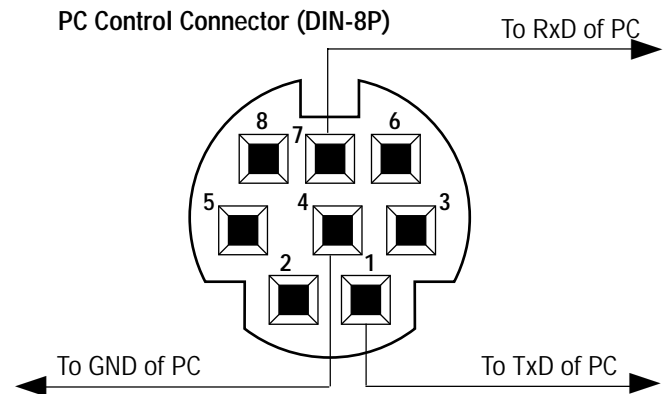 PC Control Connector (DIN-8P)
To RxD of PC
8 7 6
5 4 3
2 1
To GND of PC
To TxD of PC